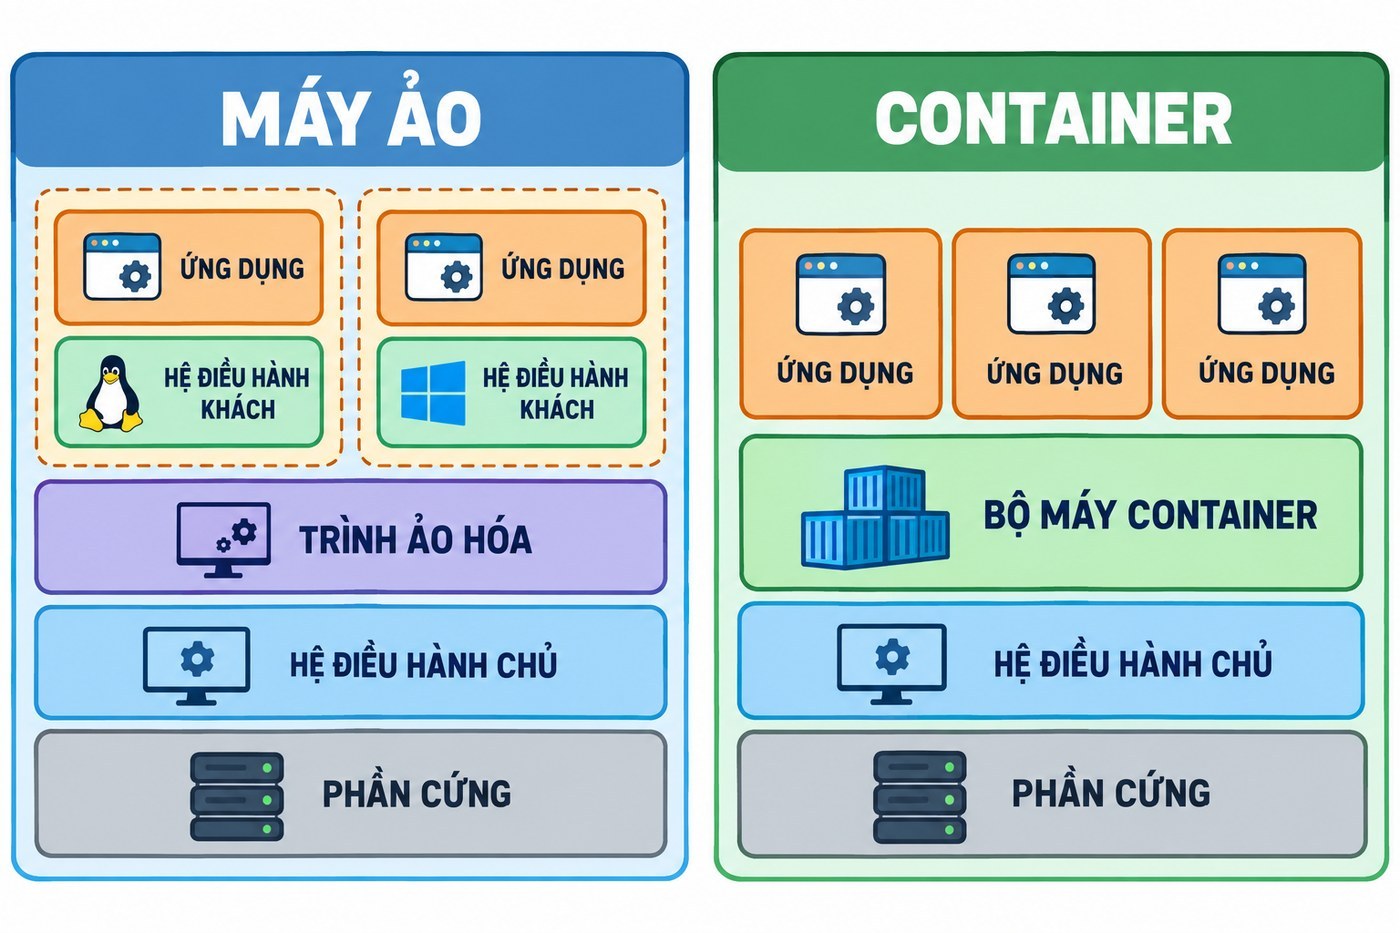 MÁY ẢO
ỨNG DỤNG
ỨNG DỤNG
HỆ ĐIỀU HÀNH
KHÁCH
HỆ ĐIỀU HÀNH
KHÁCH
TRÌNH ẢO HÓA
HỆ ĐIỀU HÀNH CHỦ
PHẦN CỨNG
CONTAINER
ỨNG DỤNG
ỨNG DỤNG
ỨNG DỤNG
BỘ MÁY CONTAINER
HỆ ĐIỀU HÀNH CHỦ
PHẦN CỨNG